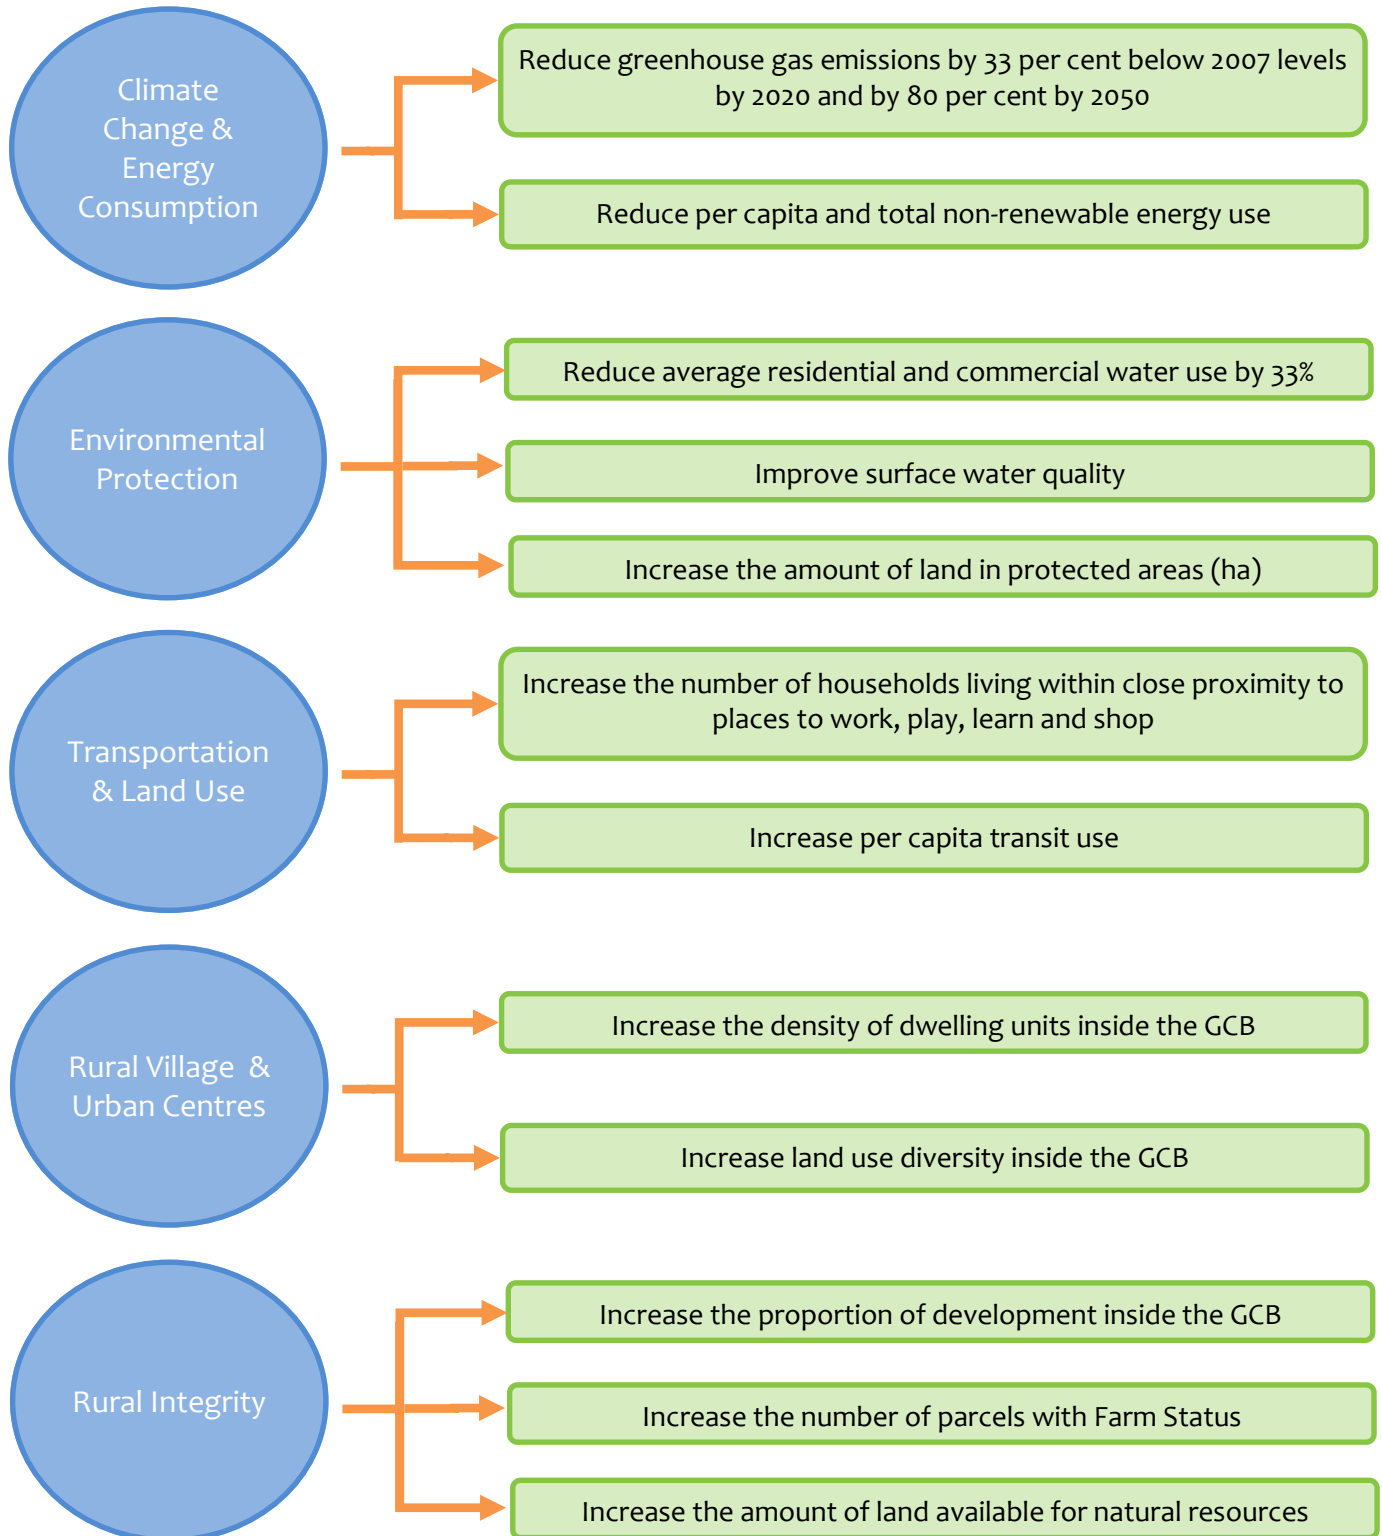 Climate
Change &
Energy
Consumption
Reduce greenhouse gas emissions by 33 per cent below 2007 levels
by 2020 and by 80 per cent by 2050
Reduce per capita and total non-renewable energy use
Environmental
Protection
Reduce average residential and commercial water use by 33%
Improve surface water quality
Increase the amount of land in protected areas (ha)
Transportation
& Land Use
Increase the number of households living within close proximity to
places to work, play, learn and shop
Increase per capita transit use
Rural Village &
Urban Centres
Increase the density of dwelling units inside the GCB
Increase land use diversity inside the GCB
Rural Integrity
Increase the proportion of development inside the GCB
Increase the number of parcels with Farm Status
Increase the amount of land available for natural resources